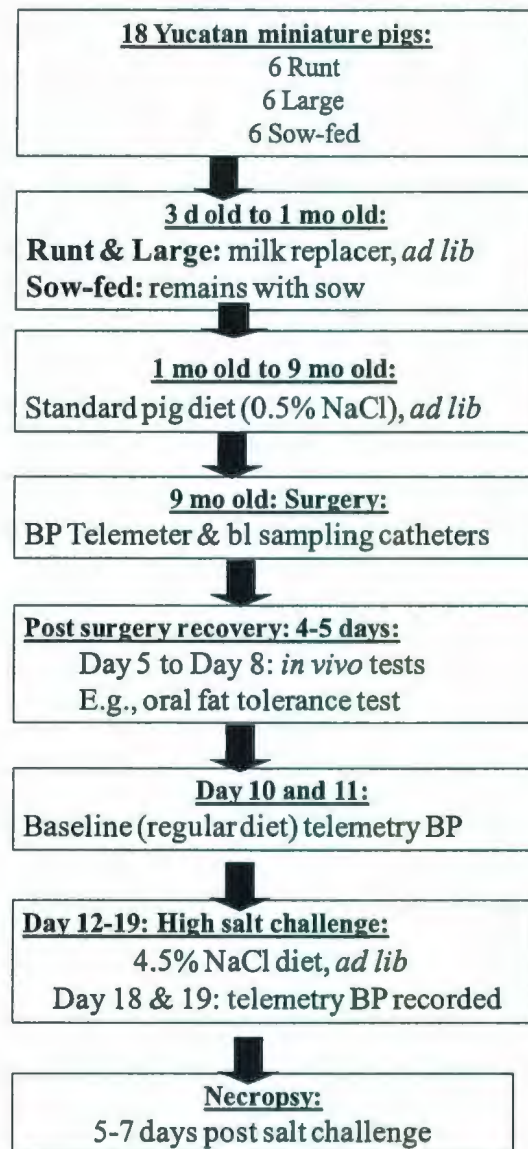 18 Yucatan miniature pigs:
6 Runt
6 Large
6 Sow-fed
3 d old to 1 mo old:
Runt & Large: milk replacer, ad lib
Sow-fed: remains with sow
1 mo old to 9 mo old:
Standard pig diet (0.5% NaCl), ad lib
9 mo old: Surgery:
BP Telemeter & bl sampling catheters
Post surgery recovery: 4-5 days:
Day 5 to Day 8: in vivo tests
E.g., oral fat tolerance test
Day 10 and 11:
Baseline (regular diet) telemetry BP
Day 12-19: High salt challenge:
4.5% NaCl diet, ad lib
Day 18 & 19: telemetry BP recorded
Necropsy:
5-7 days post salt challenge